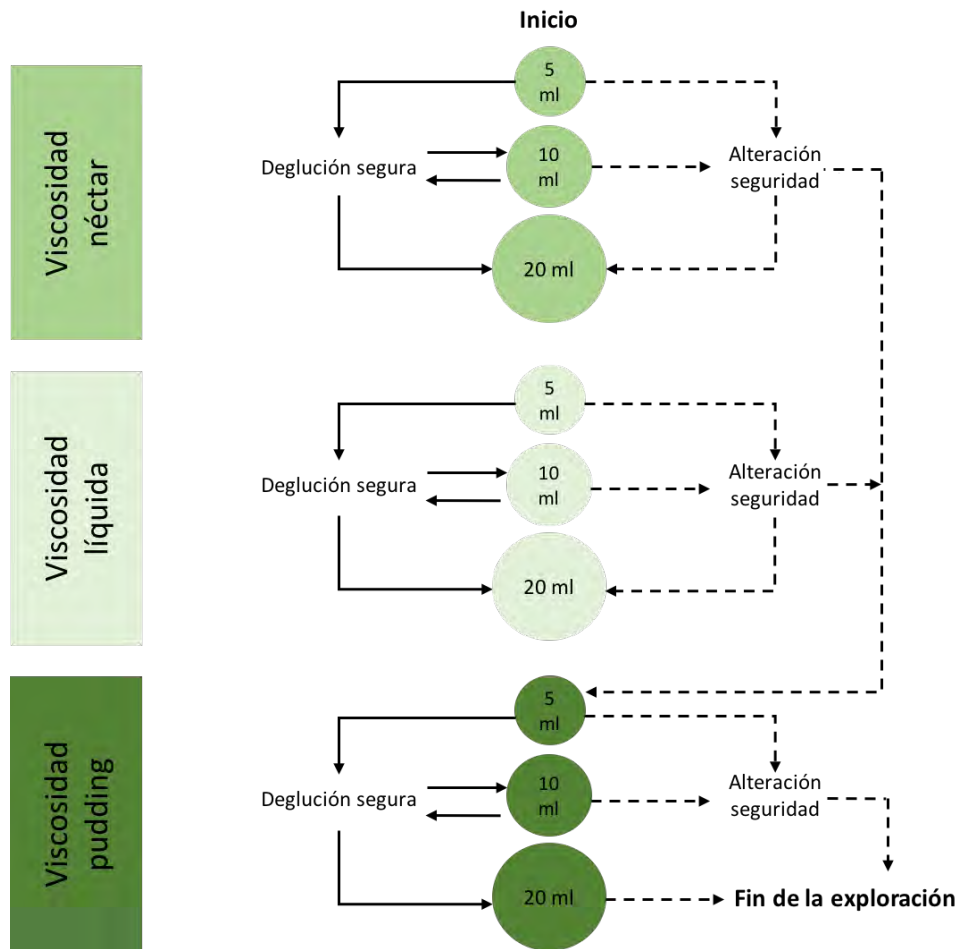 Inicio
Viscosidad
néctar
5
ml
Deglución segura
10
ml
Alteración
seguridad
20 ml
Viscosidad
líquida
5
ml
Deglución segura
10
ml
Alteración
seguridad
20 ml
Viscosidad
pudding
5
ml
Deglución segura
10
ml
Alteración
seguridad
20 ml
Fin de la exploración